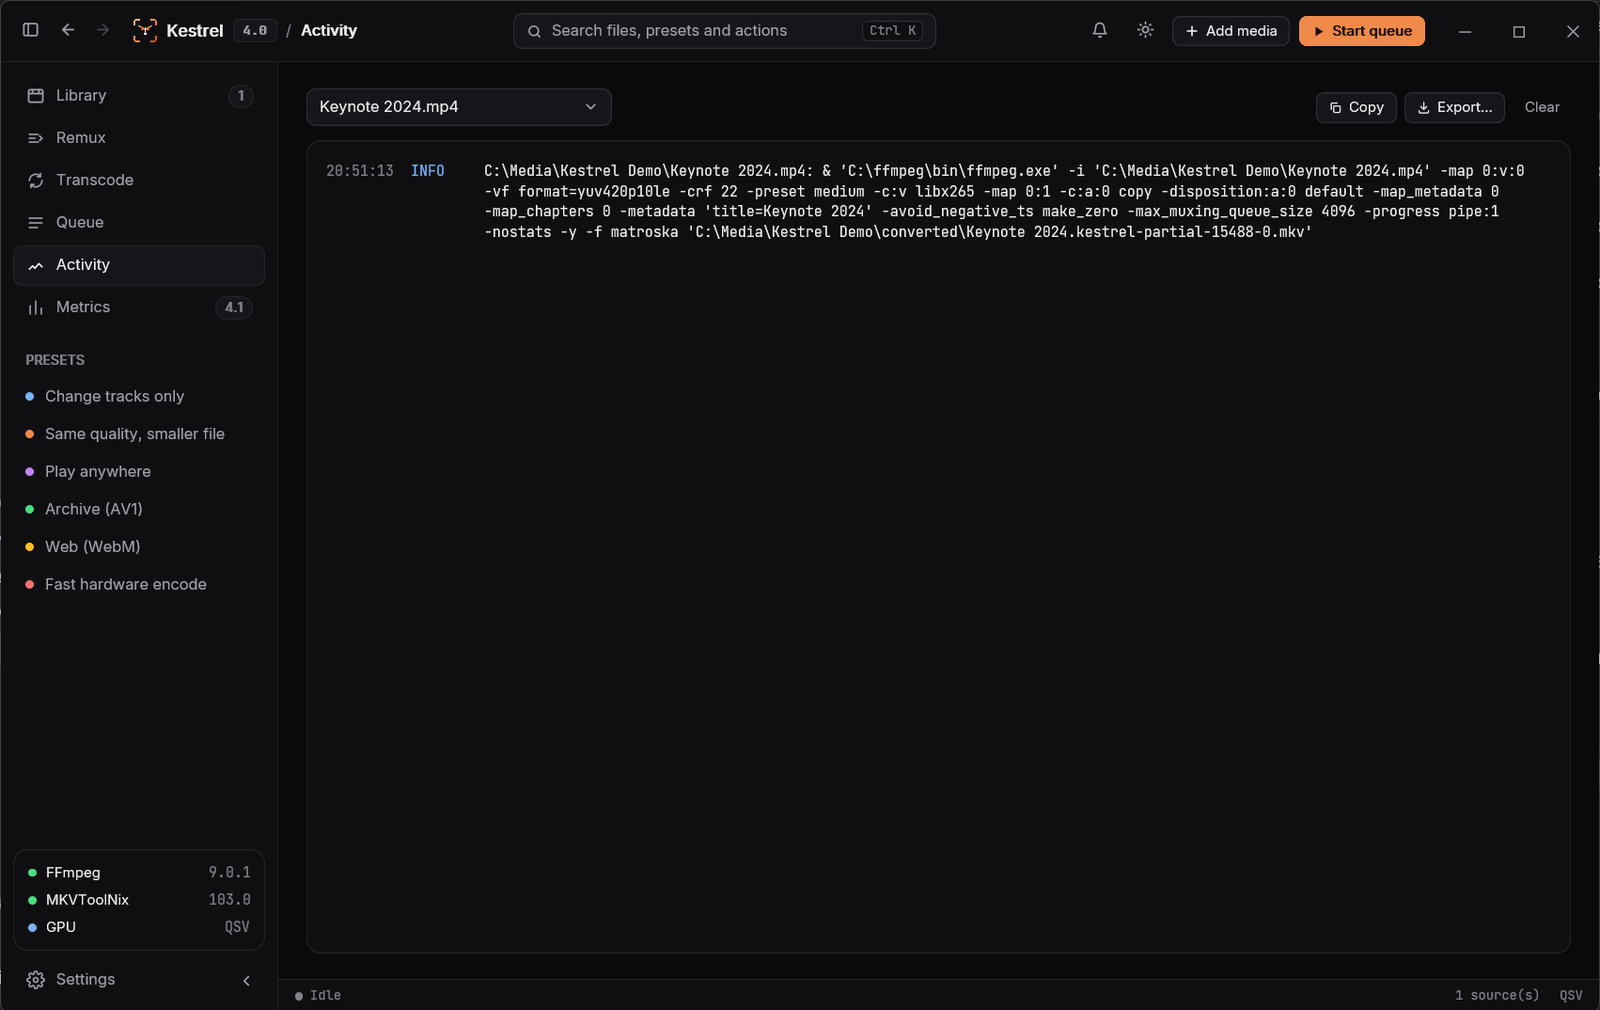 Kestrel 4.0 / Activity
Search files, presets and actions Ctrl K
Add media
Start queue
Library 1
Remux
Transcode
Queue
Activity
Metrics 4.1
PRESETS
Change tracks only
Same quality, smaller file
Play anywhere
Archive (AV1)
Web (WebM)
Fast hardware encode
FFmpeg 9.0.1
MKVToolNix 103.0
GPU QSV
Settings
Keynote 2024.mp4
Copy
Export...
Clear
20:51:13 INFO C:\Media\Kestrel Demo\Keynote 2024.mp4: & 'C:\ffmpeg\bin\ffmpeg.exe' -i 'C:\Media\Kestrel Demo\Keynote 2024.mp4' -map 0:v:0
-vf format=yuv420p10le -crf 22 -preset medium -c:v libx265 -map 0:1 -c:a:0 copy -disposition:a:0 default -map_metadata 0
-map_chapters 0 -metadata 'title=Keynote 2024' -avoid_negative_ts make_zero -max_muxing_queue_size 4096 -progress pipe:1
-nostats -y -f matroska 'C:\Media\Kestrel Demo\converted\Keynote 2024.kestrel-partial-15488-0.mkv'
Idle
1 source(s) QSV